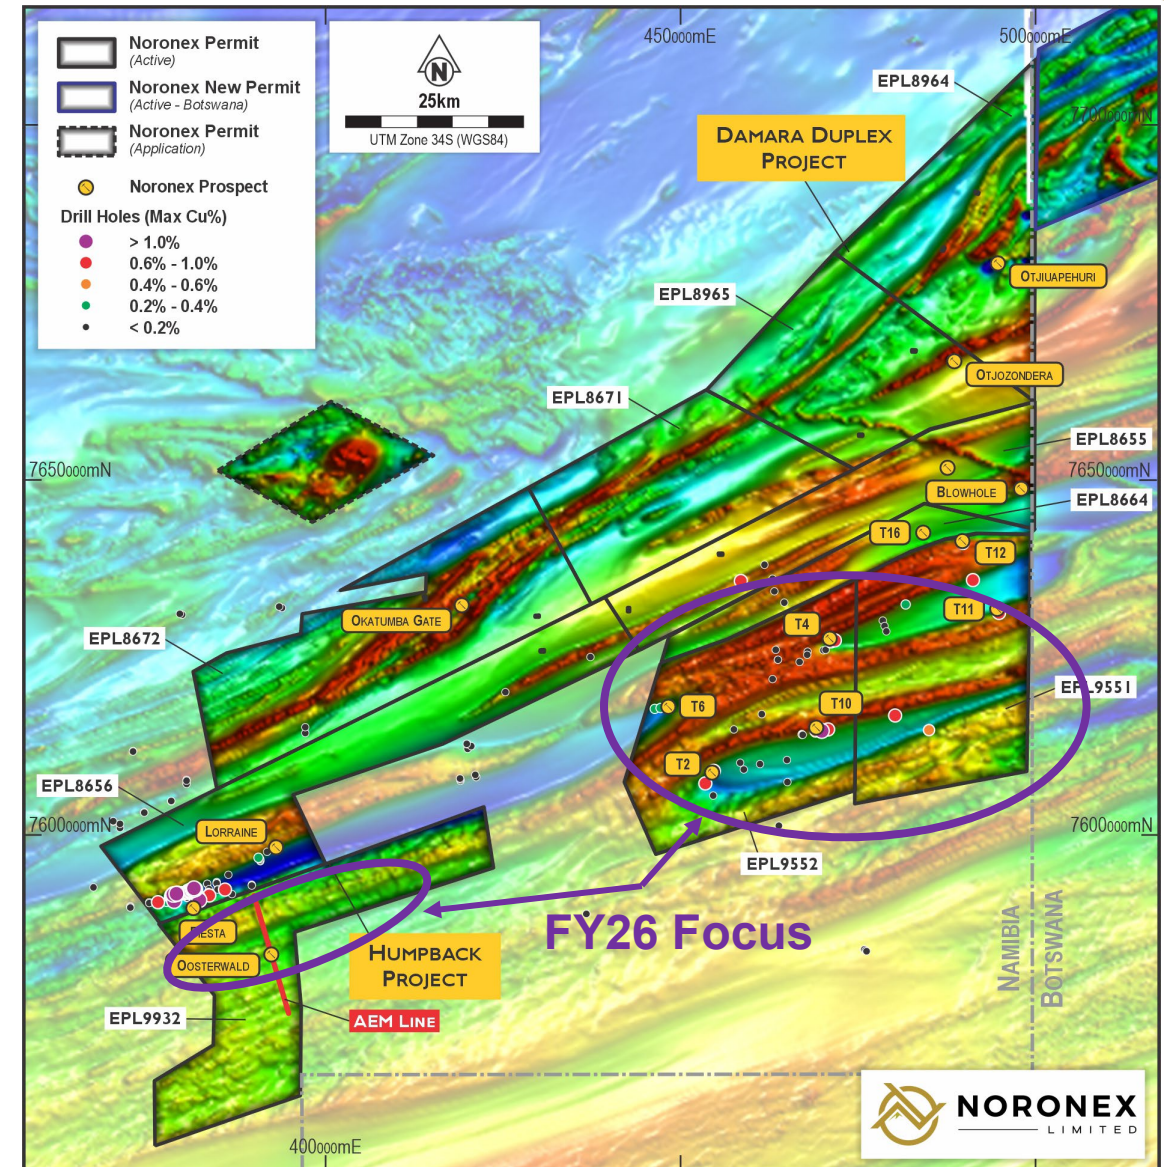 Noronex Permit
(Active)
Noronex New Permit
(Active - Botswana)
Noronex Permit
(Application)
Noronex Prospect
Drill Holes (Max Cu%)
> 1.0%
0.6% - 1.0%
0.4% - 0.6%
0.2% - 0.4%
< 0.2%
N
25km
UTM Zone 34S (WGS84)
450000mE
500000mE
EPL8964
7700000mN
DAMARA DUPLEX
PROJECT
OTJIUAPEHURI
EPL8965
OTJOZONDERA
EPL8671
EPL8655
7650000mN
7650000mN
BLOWHOLE
EPL8664
T16
T12
OKATUMBA GATE
T11
T4
EPL8672
EPL9551
T6
T10
T2
EPL8656
7600000mN
LORRAINE
7600000mN
EPL9552
FIESTA
FY26 Focus
OOSTERWALD
HUMPBACK
PROJECT
NAMIBIA
BOTSWANA
EPL9932
AEM LINE
NORONEX
LIMITED
400000mE